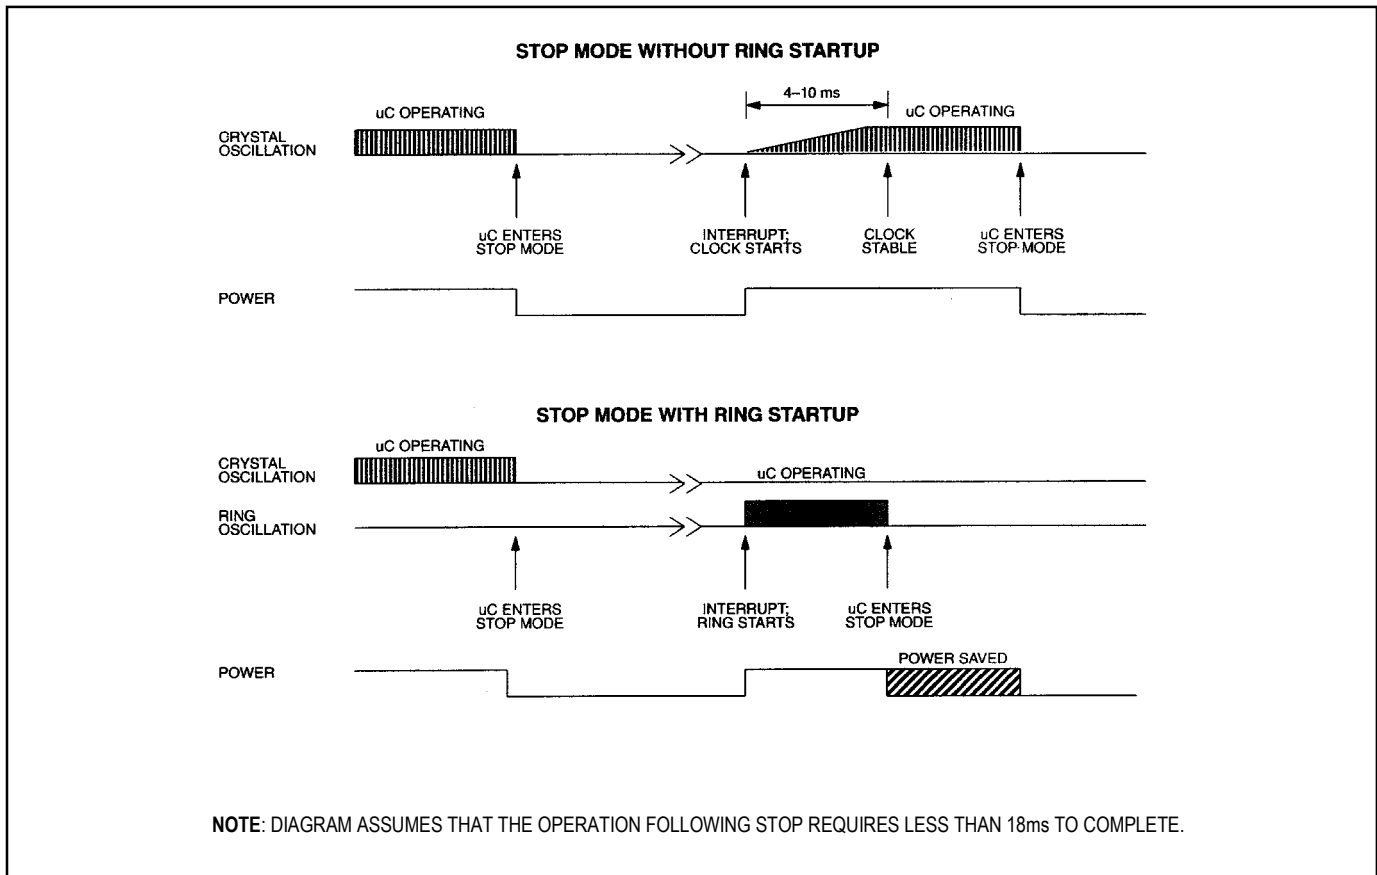 STOP MODE WITHOUT RING STARTUP
4–10 ms
uC OPERATING
uC OPERATING
CRYSTAL
OSCILLATION
uC ENTERS
STOP MODE
INTERRUPT;
CLOCK STARTS
CLOCK
STABLE
uC ENTERS
STOP MODE
POWER
STOP MODE WITH RING STARTUP
uC OPERATING
CRYSTAL
OSCILLATION
uC OPERATING
RING
OSCILLATION
uC ENTERS
STOP MODE
INTERRUPT;
RING STARTS
uC ENTERS
STOP MODE
POWER SAVED
POWER
NOTE: DIAGRAM ASSUMES THAT THE OPERATION FOLLOWING STOP REQUIRES LESS THAN 18ms TO COMPLETE.